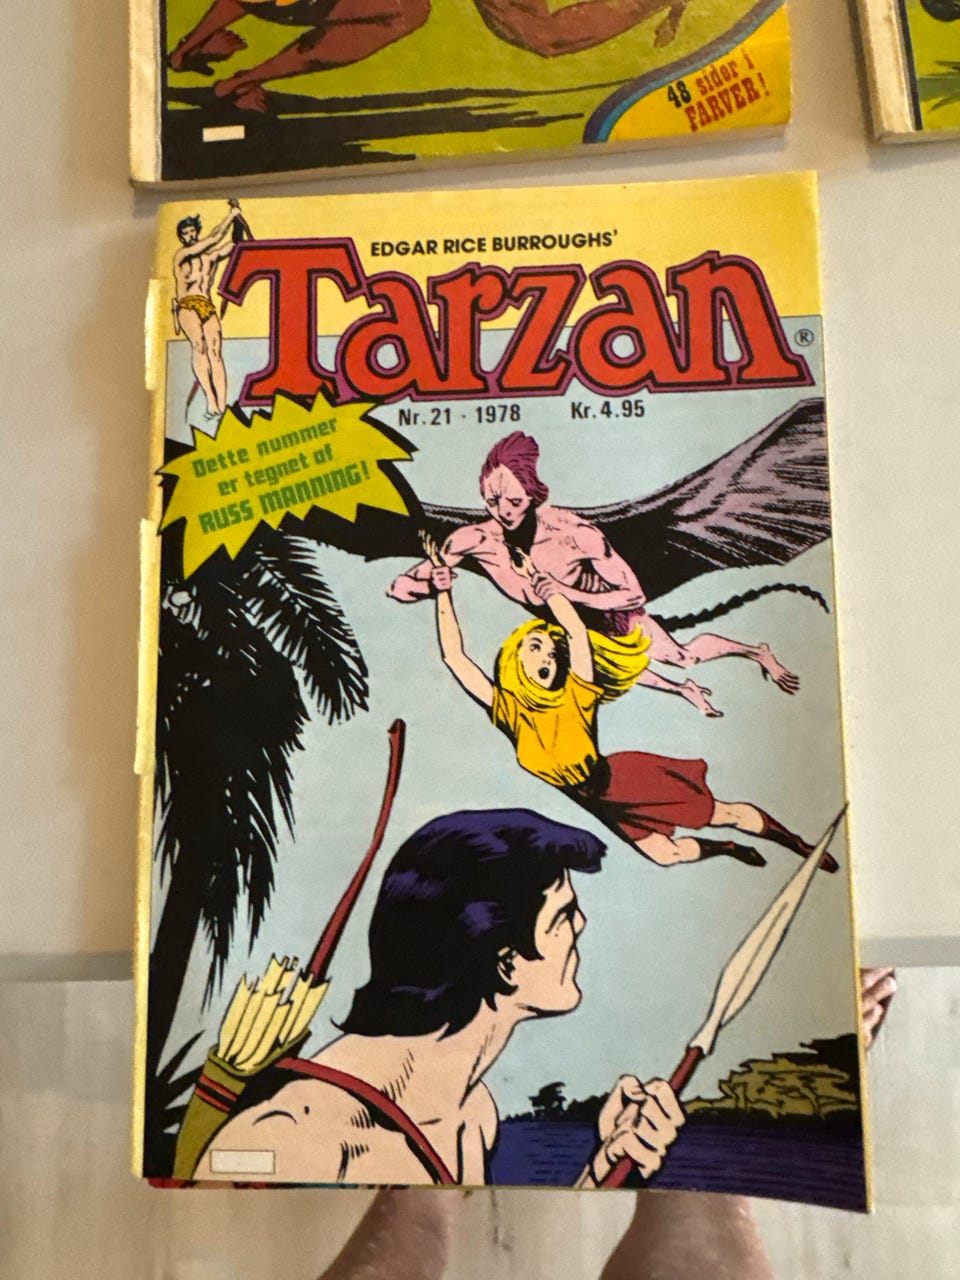 48 sider i
FARVER!
EDGAR RICE BURROUGHS'
Tarzan®
Nr. 21 · 1978 Kr. 4.95
Dette nummer
er tegnet af
RUSS MANNING!